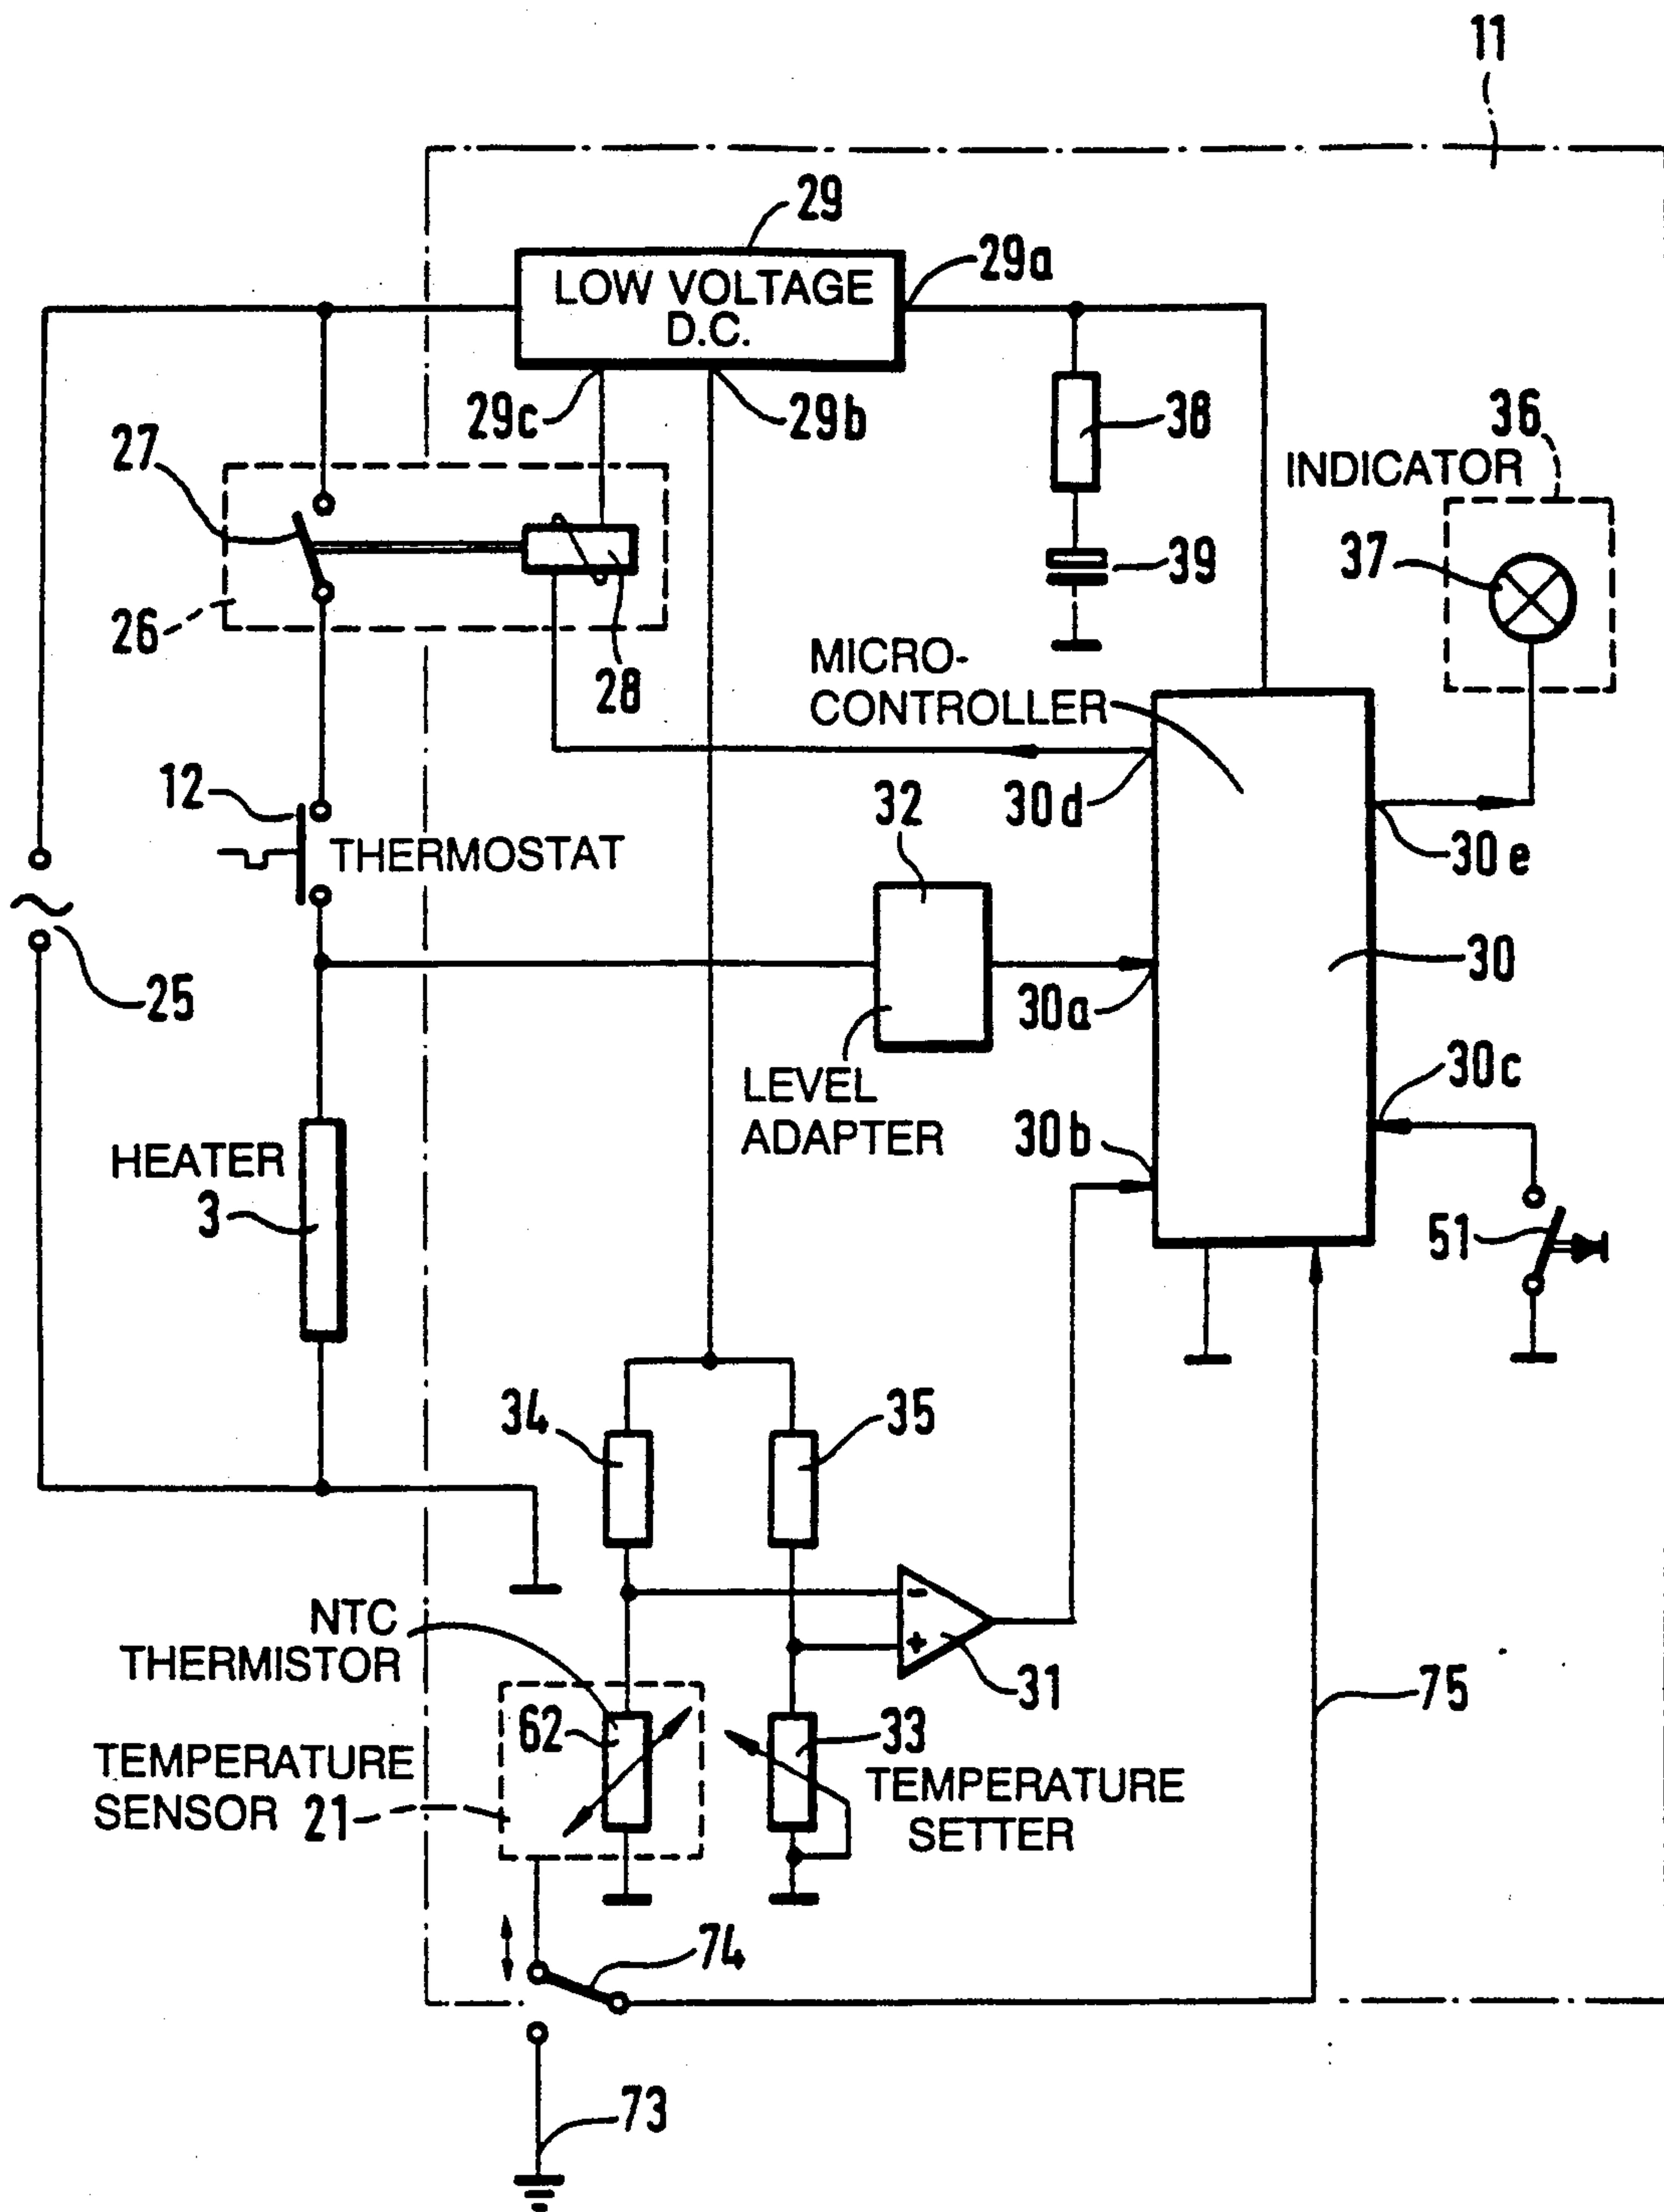 11
29
29a
LOW VOLTAGE
D.C.
29c
29b
38
36
INDICATOR
27
37
39
26
28
MICRO-
CONTROLLER
12
32
30d
THERMOSTAT
30e
25
30
30a
LEVEL
ADAPTER
30c
HEATER
3
30b
51
34
35
NTC
THERMISTOR
-
+
31
75
62
33
TEMPERATURE
SENSOR 21
TEMPERATURE
SETTER
74
73